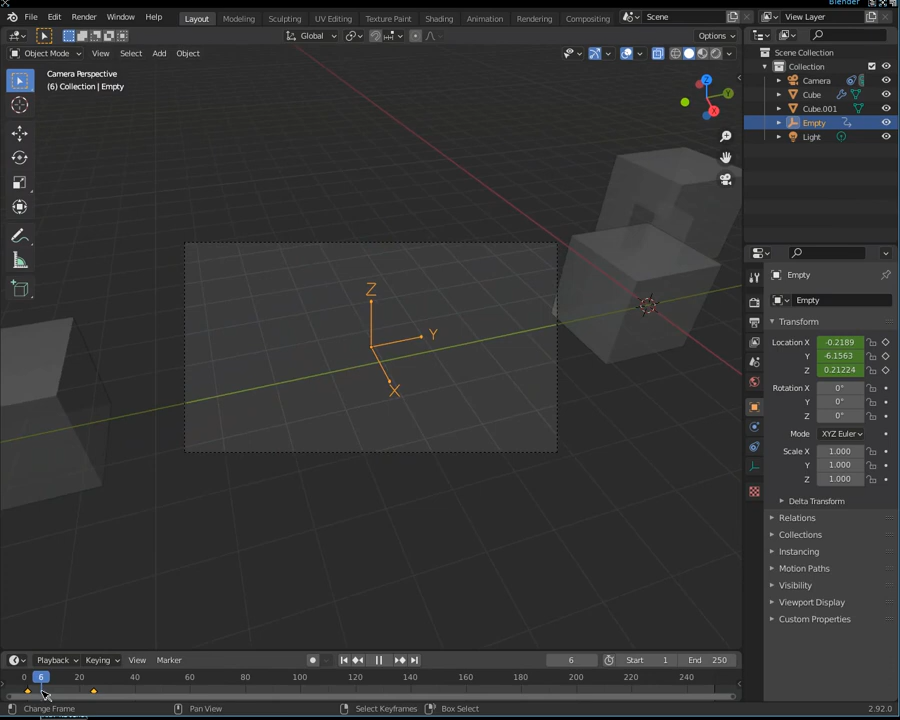 Blender
File Edit Render Window Help Layout Modeling Sculpting UV Editing Texture Paint Shading Animation Rendering Compositing Scene View Layer
Global Options
Object Mode View Select Add Object
Camera Perspective
(6) Collection | Empty
Z
Y
X
Z
Y
X
Scene Collection
Collection
Camera
Cube
Cube.001
Empty
Light
Empty
Empty
Transform
Location X -0.2189
Y -6.1563
Z 0.21224
Rotation X 0°
Y 0°
Z 0°
Mode XYZ Euler
Scale X 1.000
Y 1.000
Z 1.000
Delta Transform
Relations
Collections
Instancing
Motion Paths
Visibility
Viewport Display
Custom Properties
Playback Keying View Marker 6 Start 1 End 250
0 6 20 40 60 80 100 120 140 160 180 200 220 240
Change Frame Pan View Select Keyframes Box Select 2.92.0